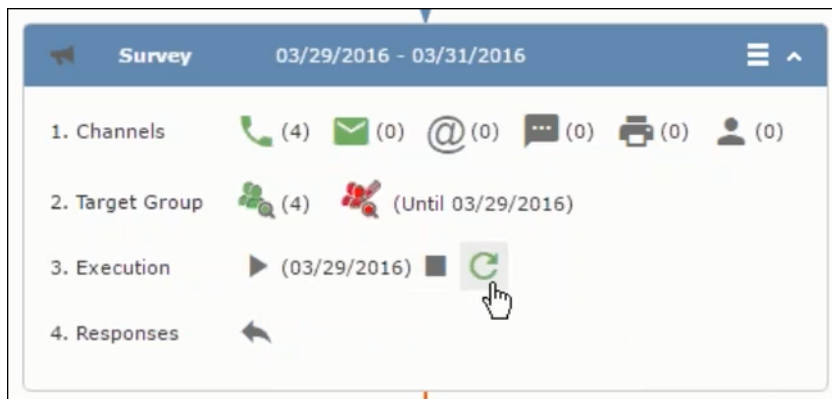 Survey 03/29/2016 - 03/31/2016
1. Channels (4) (0) @ (0) (0) (0) (0)
2. Target Group (4) (Until 03/29/2016)
3. Execution (03/29/2016)
4. Responses